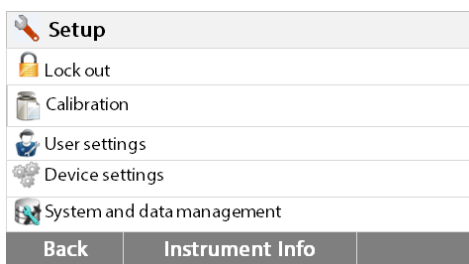 Setup
Lock out
Calibration
User settings
Device settings
System and data management
Back Instrument Info